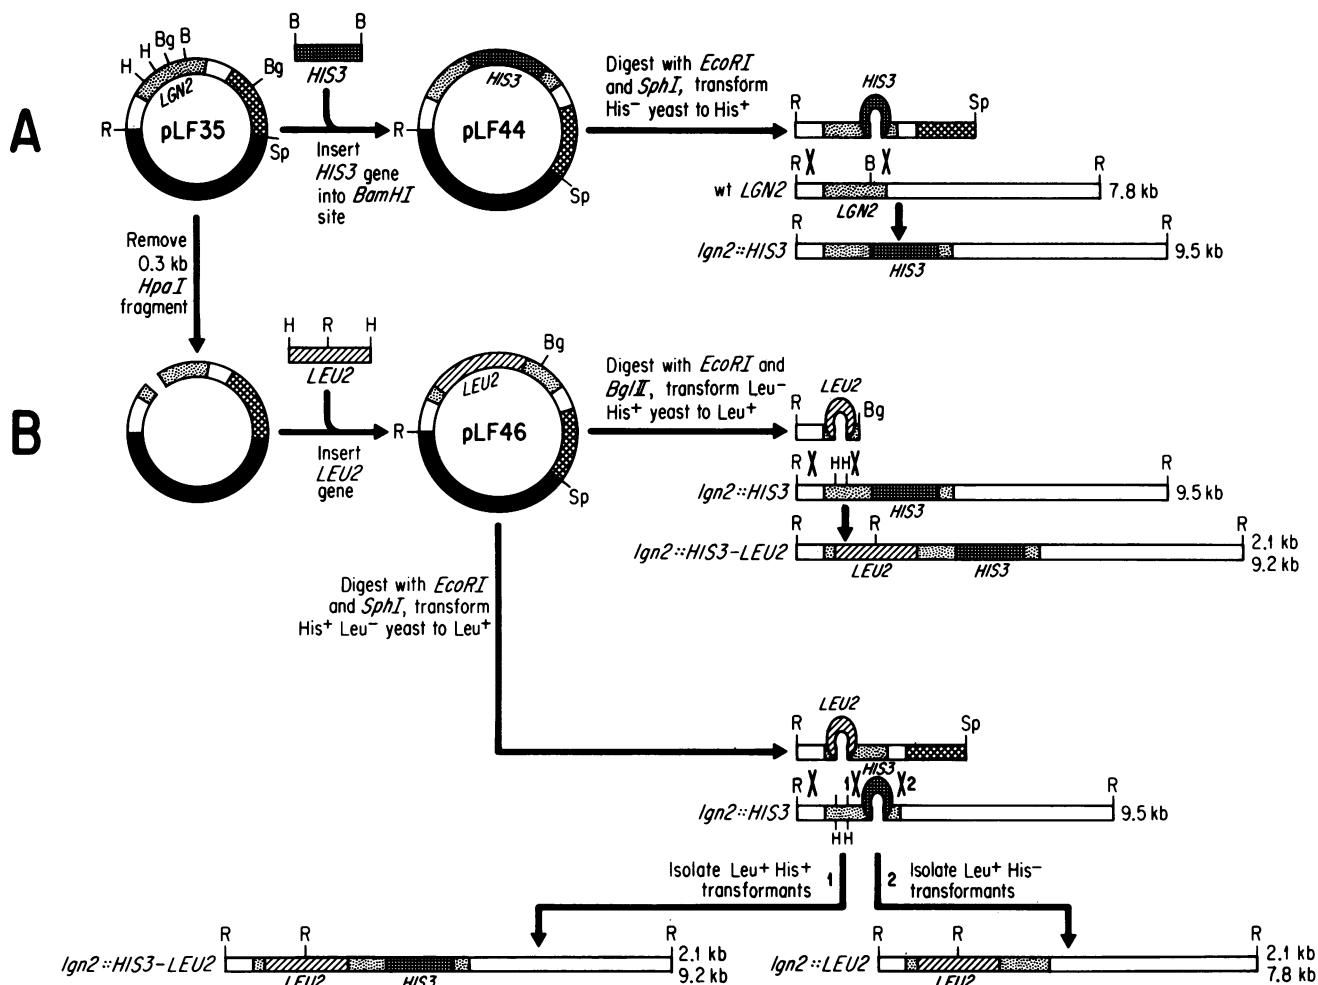 A
H H Bg B
LGN2
Bg
R
pLF35
Sp
B B
HIS3
Insert
HIS3 gene
into BamHI
site
HIS3
R
pLF44
Sp
Digest with EcoRI
and SphI, transform
His⁻ yeast to His⁺
HIS3
R Sp
R B R
wt LGN2 7.8 kb
LGN2
R R
lgn2::HIS3 9.5 kb
HIS3
Remove
0.3 kb
HpaI
fragment
B
H R H
LEU2
Insert
LEU2
gene
Bg
LEU2
R
pLF46
Sp
Digest with EcoRI and
BglII, transform Leu⁻
His⁺ yeast to Leu⁺
LEU2
R Bg
R H H R
lgn2::HIS3 9.5 kb
HIS3
R R R
lgn2::HIS3-LEU2 2.1 kb
9.2 kb
LEU2 HIS3
Digest with EcoRI
and SphI, transform
His⁺ Leu⁻ yeast to Leu⁺
LEU2
R Sp
HIS3
R 1 2 R
lgn2::HIS3 9.5 kb
H H
Isolate Leu⁺ His⁺
transformants
1
2
Isolate Leu⁺ His⁻
transformants
R R R
lgn2::HIS3-LEU2 2.1 kb
9.2 kb
LEU2 HIS3
R R R
lgn2::LEU2 2.1 kb
7.8 kb
LEU2